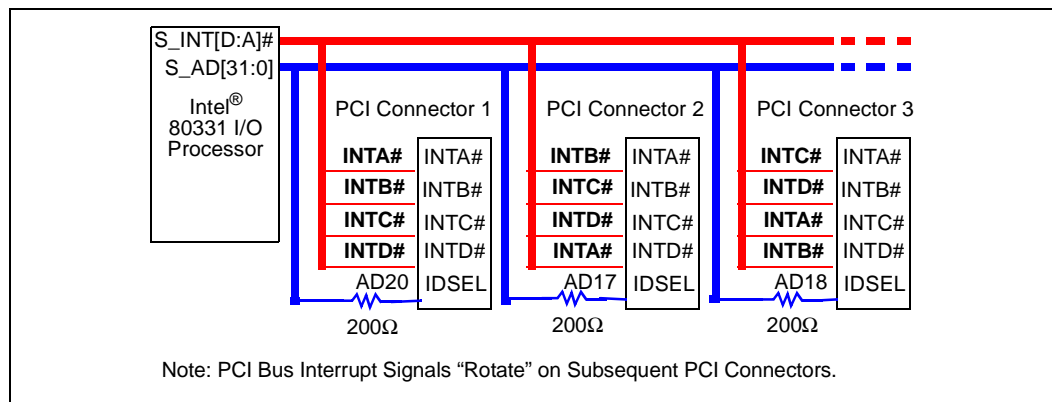 S_INT[D:A]#
S_AD[31:0]
Intel®
80331 I/O
Processor
PCI Connector 1
INTA# INTA#
INTB# INTB#
INTC# INTC#
INTD# INTD#
AD20 IDSEL
200Ω
PCI Connector 2
INTB# INTA#
INTC# INTB#
INTD# INTC#
INTA# INTD#
AD17 IDSEL
200Ω
PCI Connector 3
INTC# INTA#
INTD# INTB#
INTA# INTC#
INTB# INTD#
AD18 IDSEL
200Ω
Note: PCI Bus Interrupt Signals “Rotate” on Subsequent PCI Connectors.